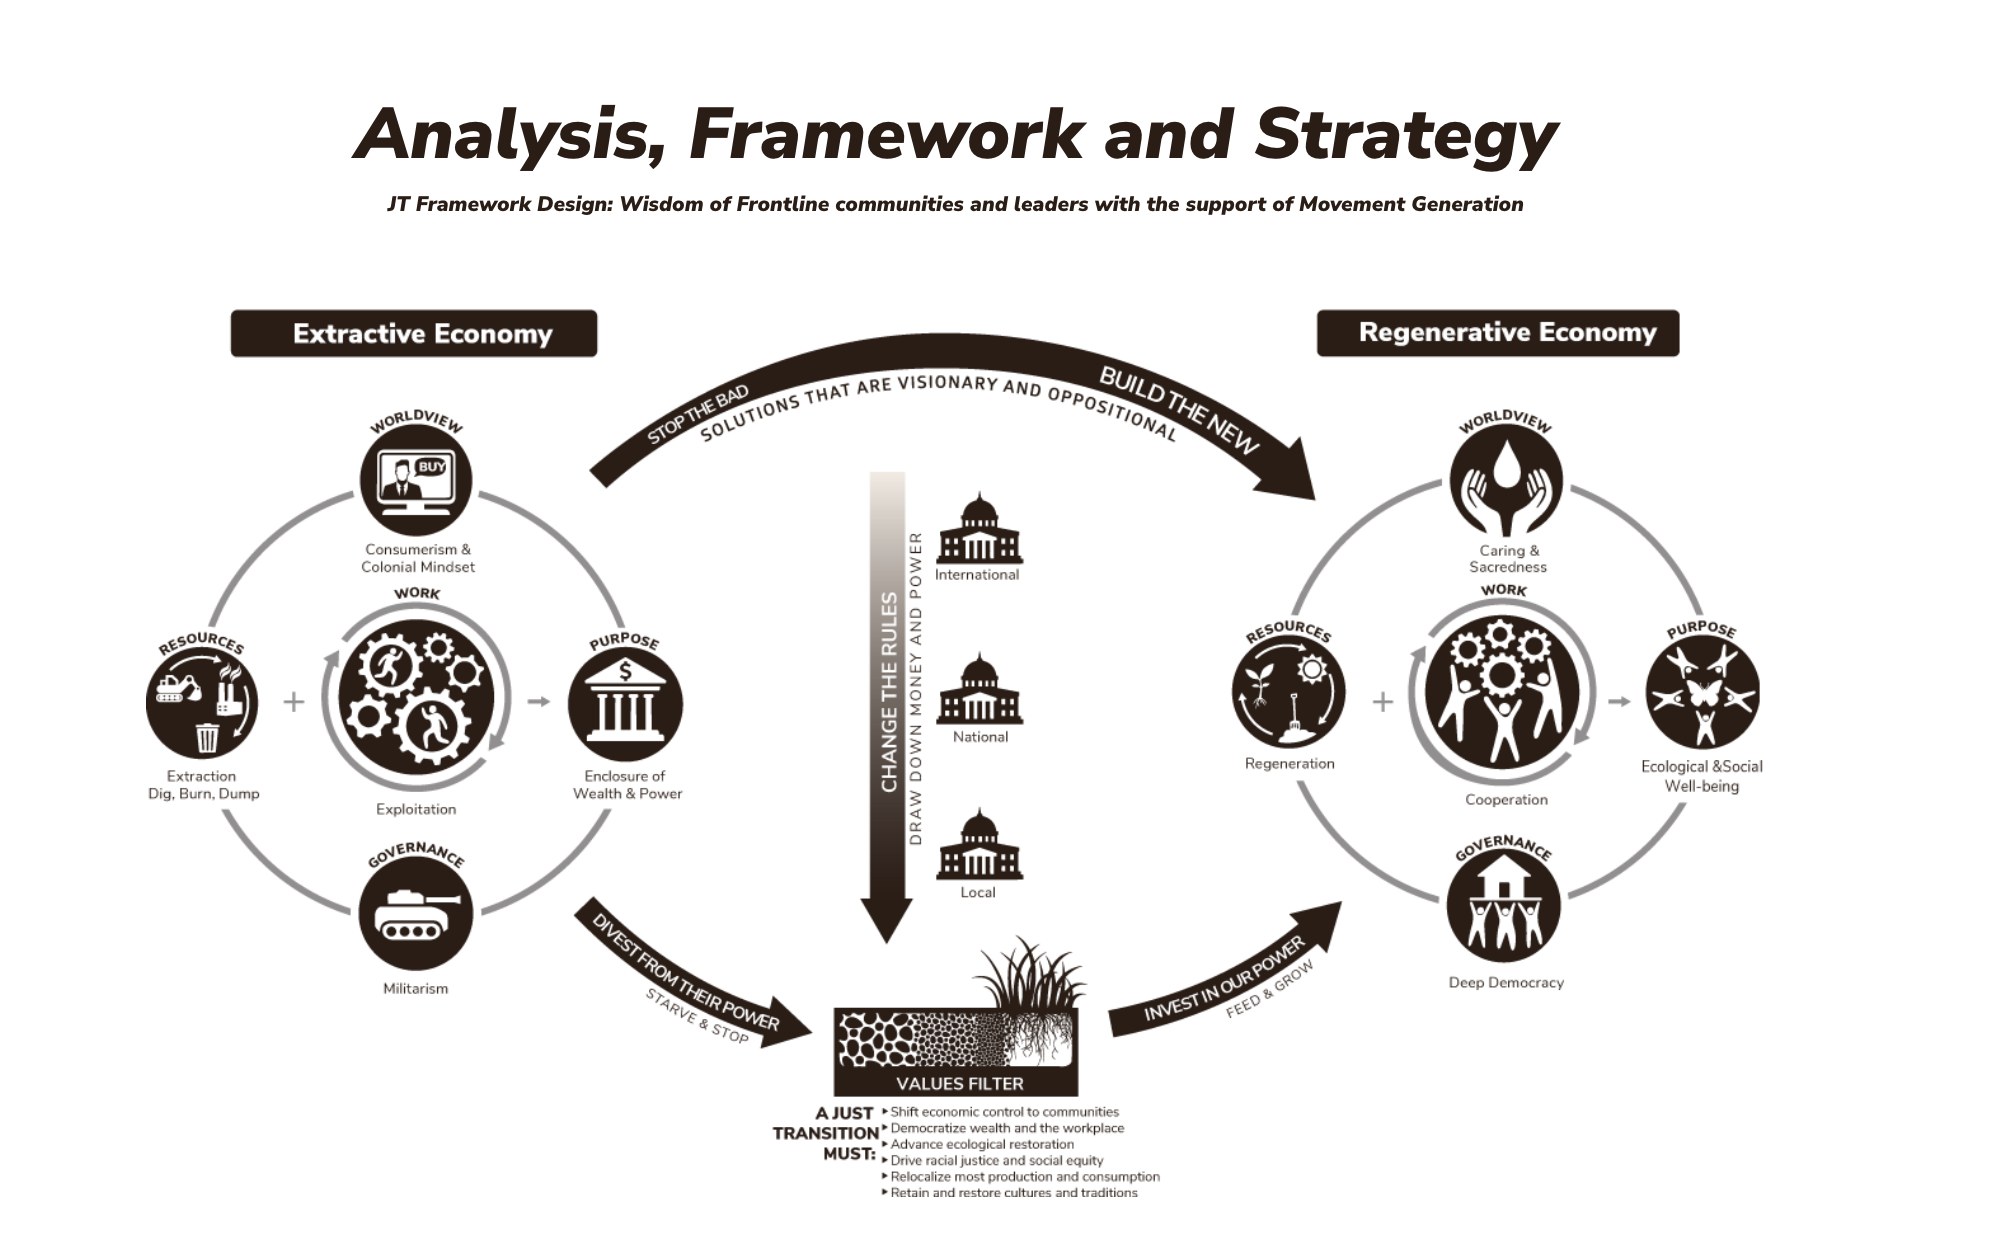 Analysis, Framework and Strategy
JT Framework Design: Wisdom of Frontline communities and leaders with the support of Movement Generation
Extractive Economy
WORLDVIEW
BUY
Consumerism &
Colonial Mindset
RESOURCES
Extraction
Dig, Burn, Dump
+
WORK
Exploitation
PURPOSE
$
Enclosure of
Wealth & Power
GOVERNANCE
Militarism
STOP THE BAD
BUILD THE NEW
SOLUTIONS THAT ARE VISIONARY AND OPPOSITIONAL
CHANGE THE RULES
DRAW DOWN MONEY AND POWER
International
National
Local
DIVEST FROM THEIR POWER
STARVE & STOP
VALUES FILTER
A JUST
TRANSITION
MUST:
Shift economic control to communities
Democratize wealth and the workplace
Advance ecological restoration
Drive racial justice and social equity
Relocalize most production and consumption
Retain and restore cultures and traditions
INVEST IN OUR POWER
FEED & GROW
Regenerative Economy
WORLDVIEW
Caring &
Sacredness
RESOURCES
Regeneration
+
WORK
Cooperation
PURPOSE
Ecological &Social
Well-being
GOVERNANCE
Deep Democracy